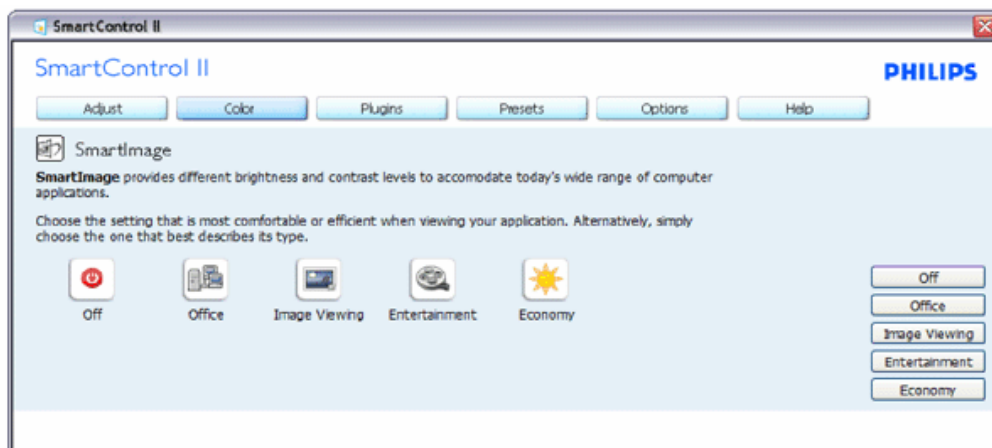 SmartControl II
SmartControl II
PHILIPS
Adjust Color Plugins Presets Options Help
SmartImage
SmartImage provides different brightness and contrast levels to accomodate today's wide range of computer
applications.
Choose the setting that is most comfortable or efficient when viewing your application. Alternatively, simply
choose the one that best describes its type.
Off Office Image Viewing Entertainment Economy
Off
Office
Image Viewing
Entertainment
Economy